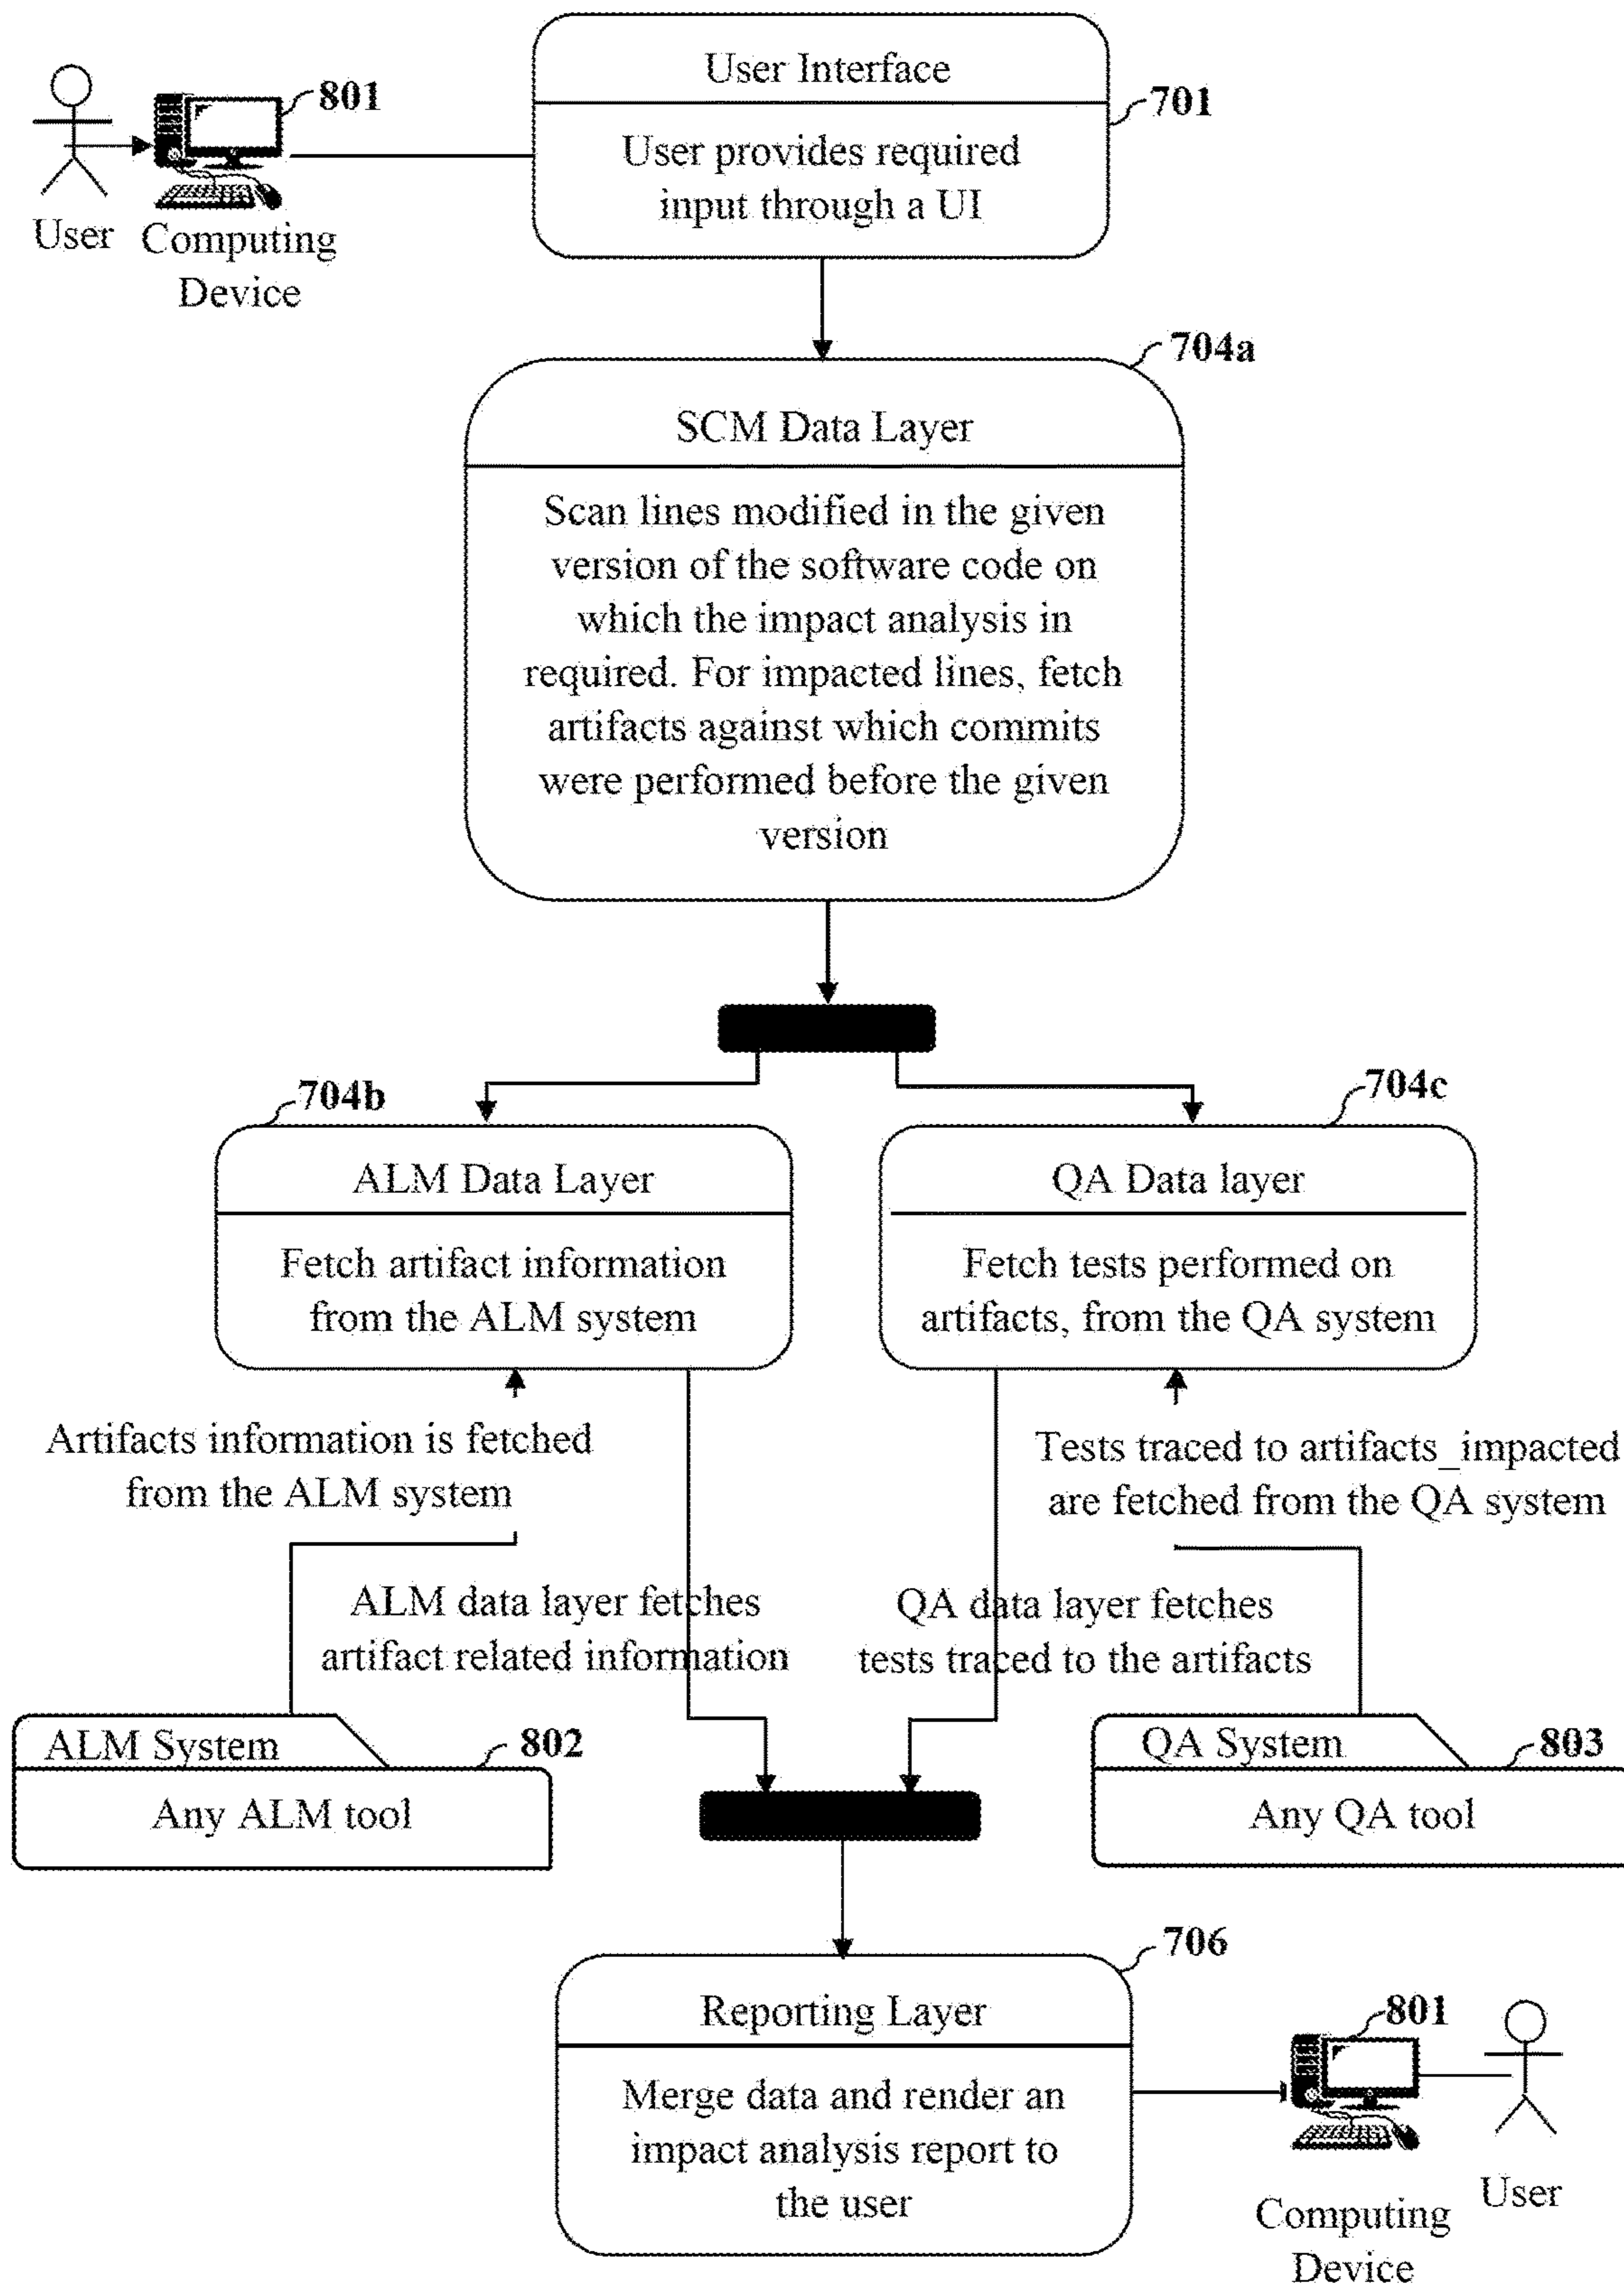 User Interface
801
701
User provides required
input through a UI
User
Computing
Device
704a
SCM Data Layer
Scan lines modified in the given
version of the software code on
which the impact analysis in
required. For impacted lines, fetch
artifacts against which commits
were performed before the given
version
704b
704c
ALM Data Layer
Fetch artifact information
from the ALM system
QA Data layer
Fetch tests performed on
artifacts, from the QA system
Artifacts information is fetched
from the ALM system
Tests traced to artifacts_impacted
are fetched from the QA system
ALM data layer fetches
artifact related information
QA data layer fetches
tests traced to the artifacts
ALM System
802
Any ALM tool
QA System
803
Any QA tool
706
Reporting Layer
Merge data and render an
impact analysis report to
the user
801
Computing
Device
User